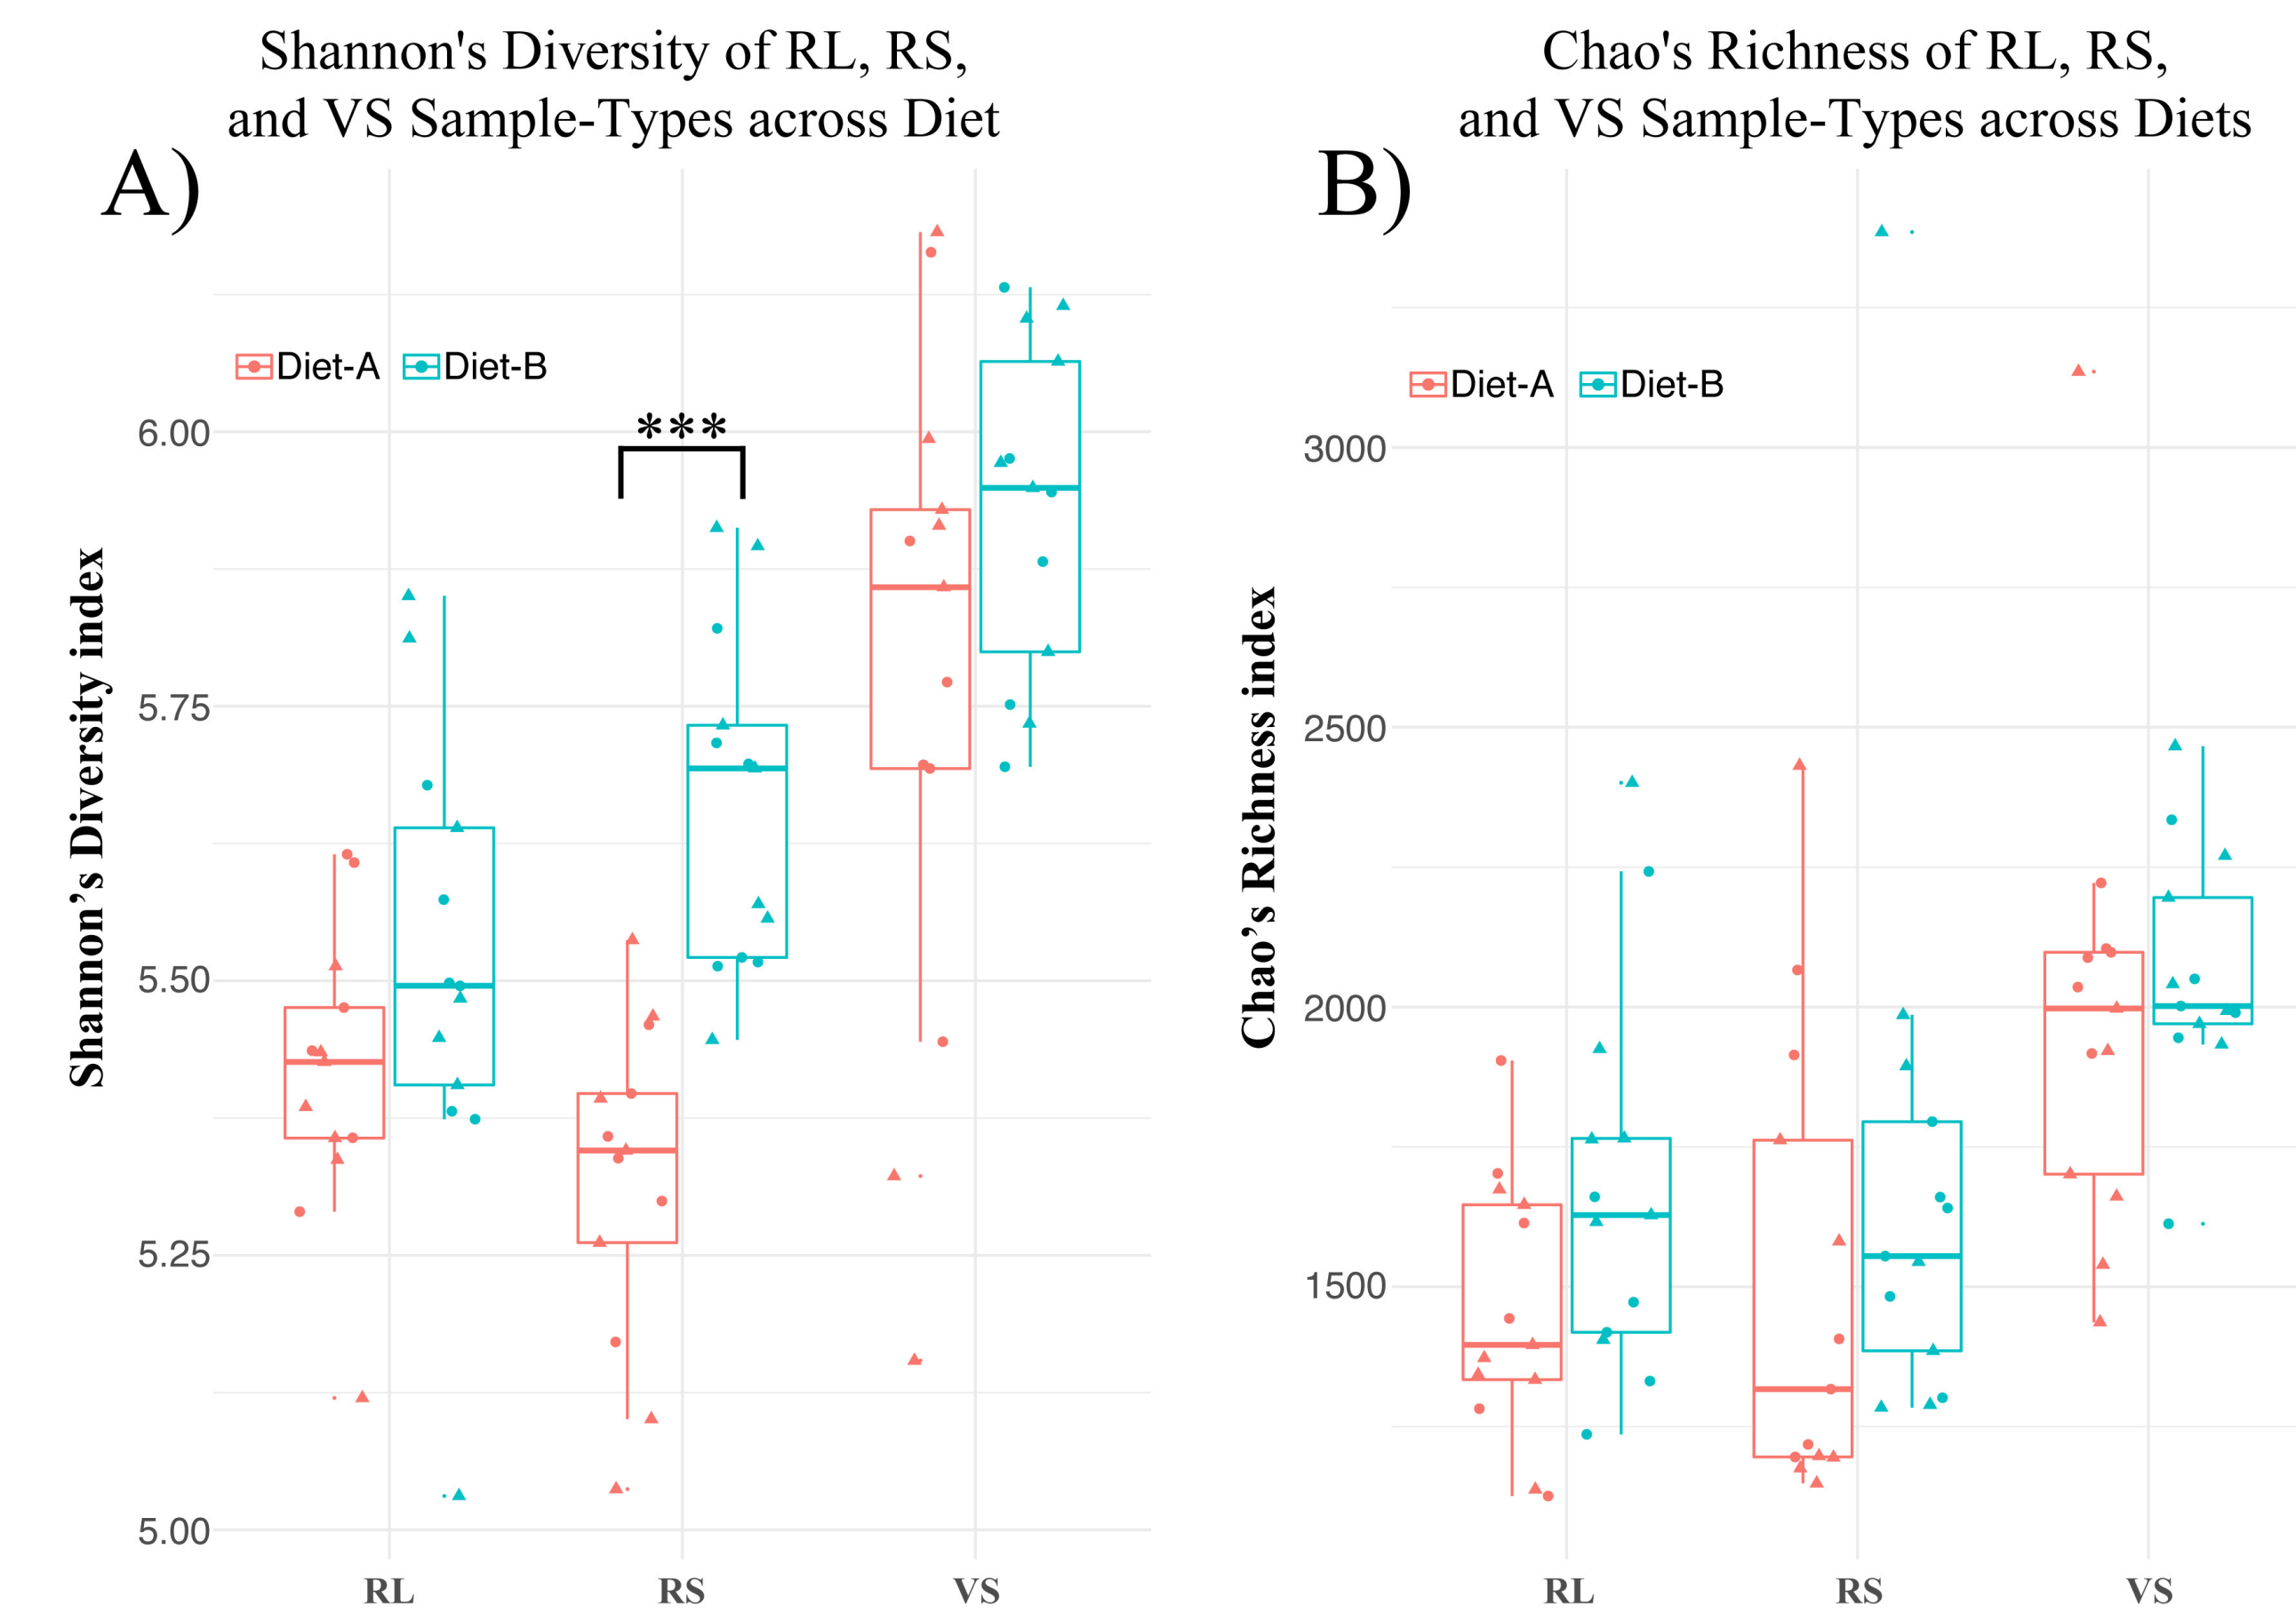 Shannon's Diversity of RL, RS,
and VS Sample-Types across Diet
A)
Diet-A Diet-B
***
6.00
5.75
5.50
5.25
5.00
Shannon’s Diversity index
RL RS VS
Chao's Richness of RL, RS,
and VS Sample-Types across Diets
B)
Diet-A Diet-B
3000
2500
2000
1500
Chao’s Richness index
RL RS VS